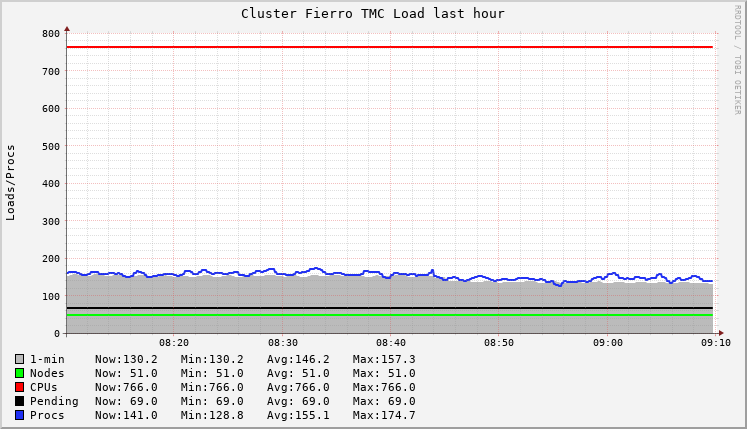 Cluster Fierro TMC Load last hour
RRDTOOL / TOBI OETIKER
Loads/Procs
800
700
600
500
400
300
200
100
0
08:20 08:30 08:40 08:50 09:00 09:10
1-min Now:130.2 Min:130.2 Avg:146.2 Max:157.3
Nodes Now: 51.0 Min: 51.0 Avg: 51.0 Max: 51.0
CPUs Now:766.0 Min:766.0 Avg:766.0 Max:766.0
Pending Now: 69.0 Min: 69.0 Avg: 69.0 Max: 69.0
Procs Now:141.0 Min:128.8 Avg:155.1 Max:174.7